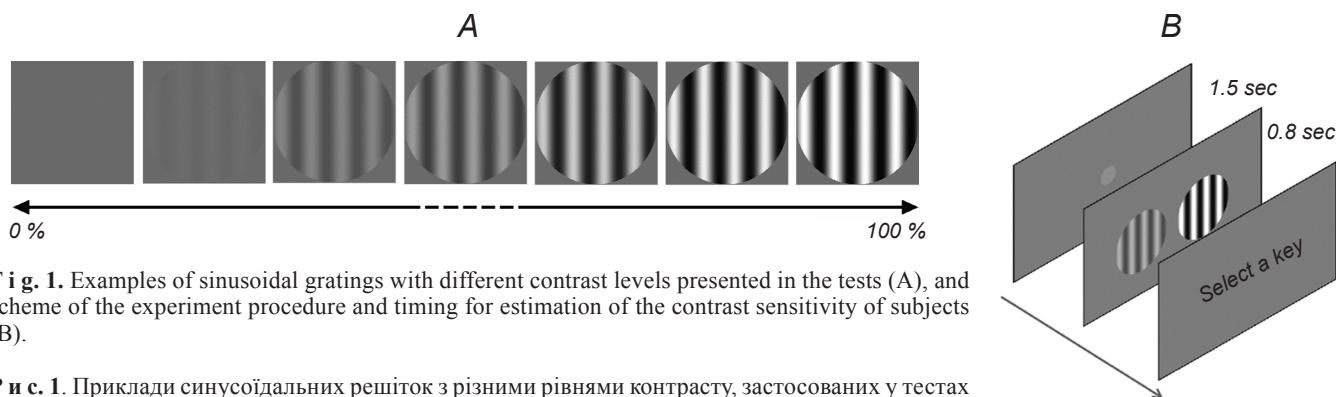 A
B
1.5 sec
0.8 sec
Select a key
0 %
100 %
i g. 1. Examples of sinusoidal gratings with different contrast levels presented in the tests (A), and
cheme of the experiment procedure and timing for estimation of the contrast sensitivity of subjects
B).
и с. 1. Приклади синусоїдальних решіток з різними рівнями контрасту, застосованих у тестах